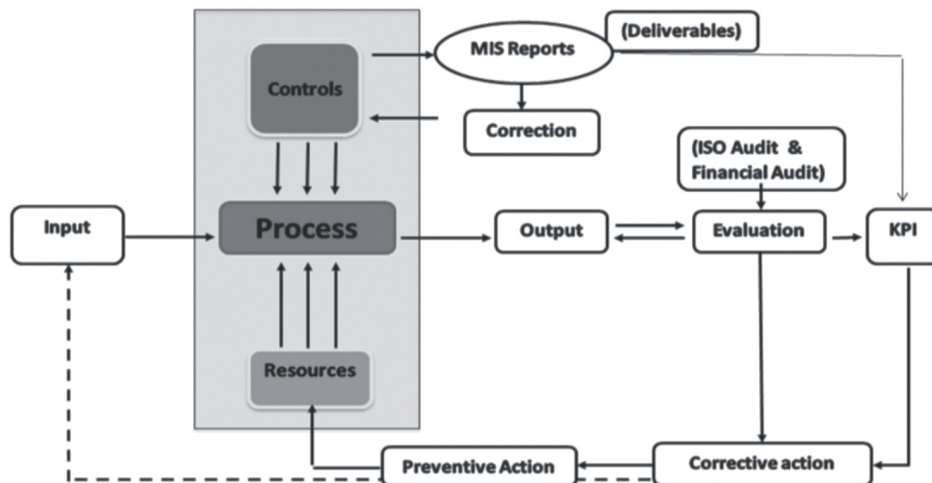 (Deliverables)
MIS Reports
Controls
Correction
(ISO Audit &
Financial Audit)
Input
Process
Output
Evaluation
KPI
Resources
Preventive Action
Corrective action